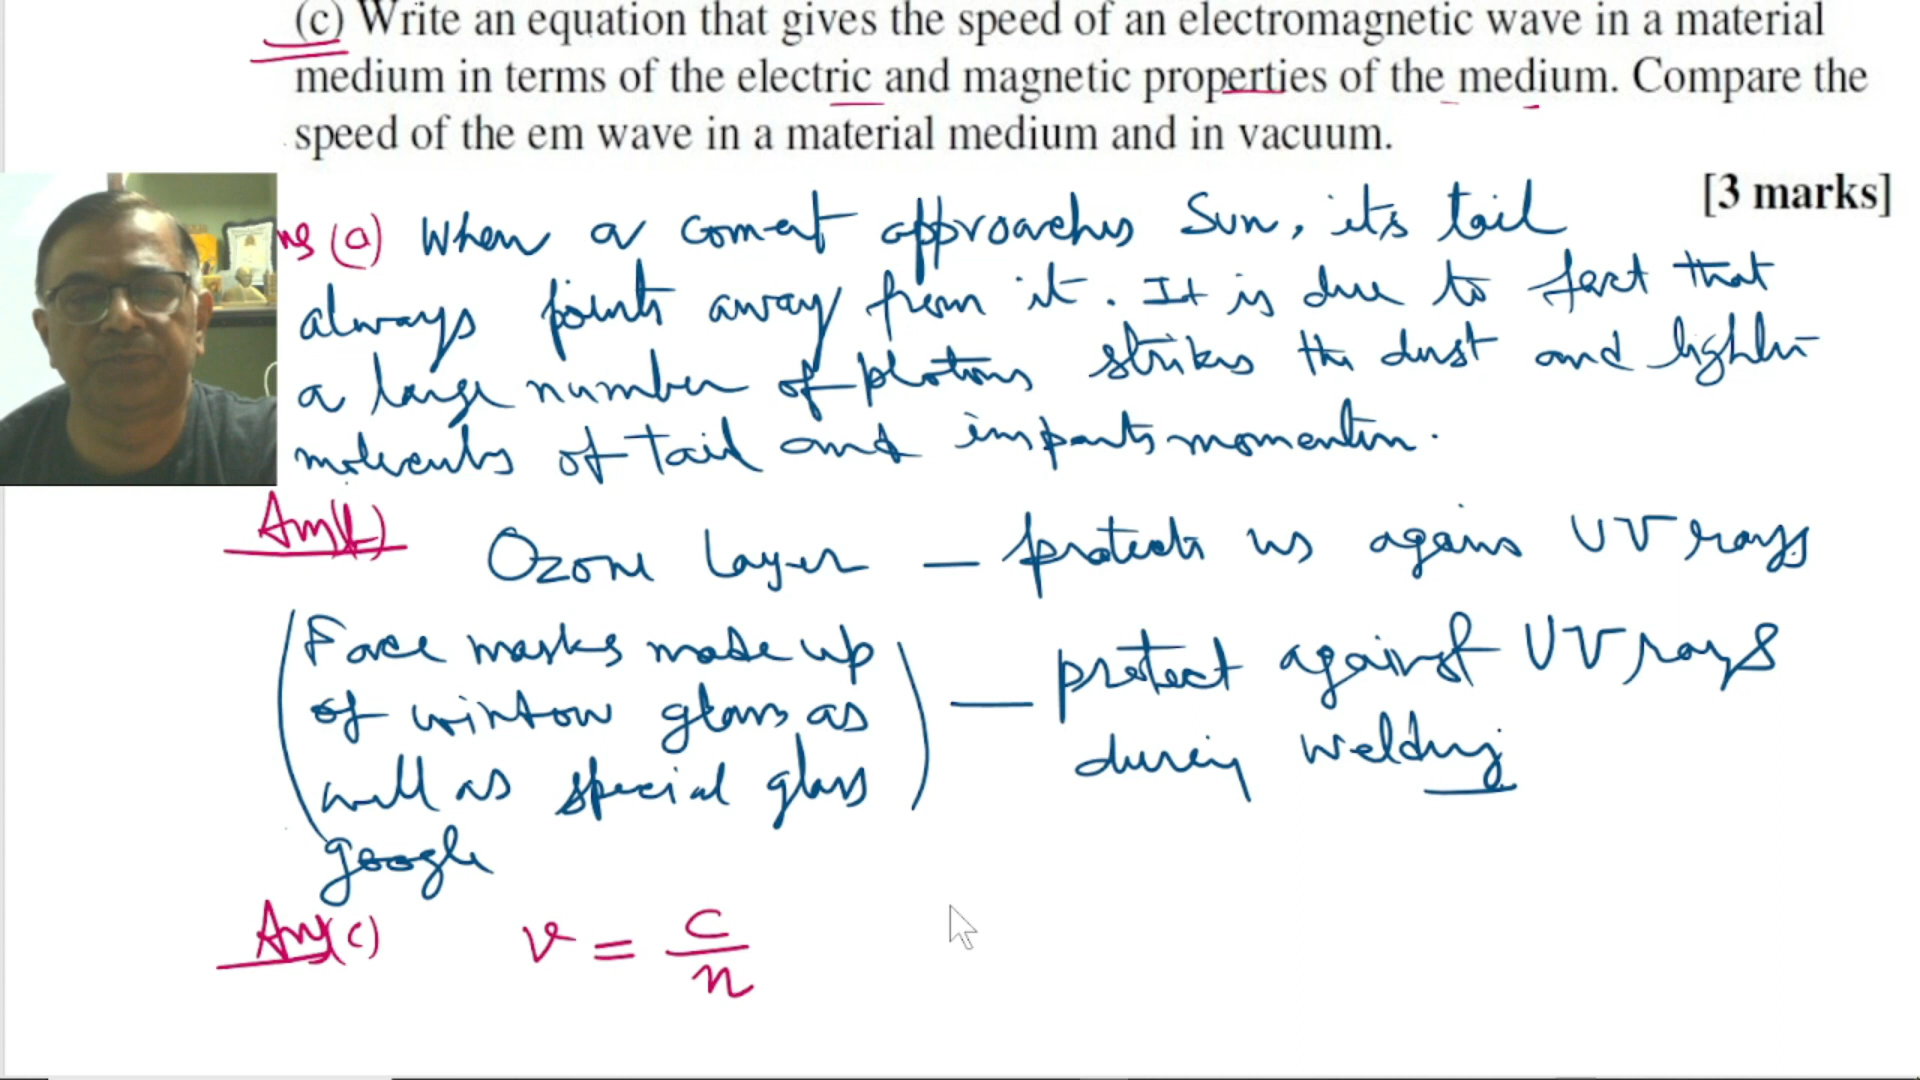 (c) Write an equation that gives the speed of an electromagnetic wave in a material
medium in terms of the electric and magnetic properties of the medium. Compare the
speed of the em wave in a material medium and in vacuum.
[3 marks]
ns (a) When a comet approaches Sun, its tail
always points away from it. It is due to fact that
a large number of photons strikes the dust and lighter
molecules of tail and imparts momentum.
Ans(b) Ozone layer — protects us agains UV rays
Face masks made up
of window glass as
well as special glass
google
— protect against UV rays
during welding
Ans(c) v = c/n